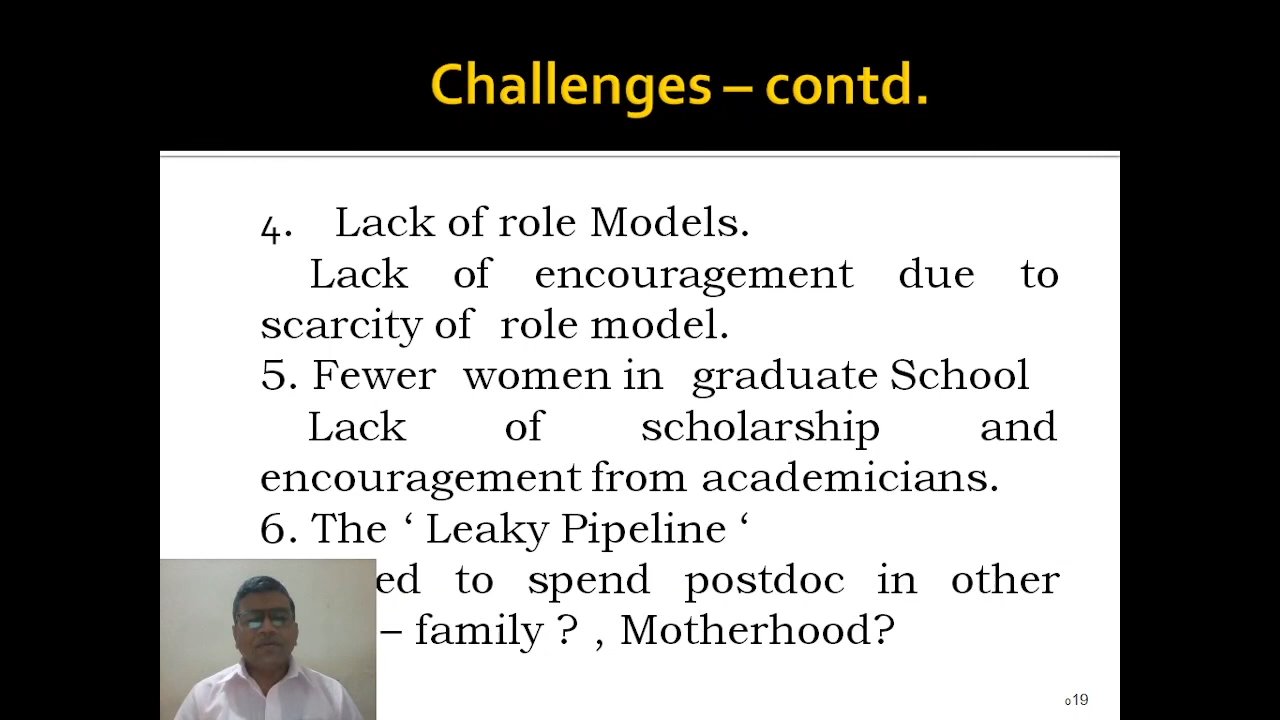 Challenges – contd.
4. Lack of role Models.
Lack of encouragement due to
scarcity of role model.
5. Fewer women in graduate School
Lack of scholarship and
encouragement from academicians.
6. The ‘ Leaky Pipeline ‘
to spend postdoc in other
– family ? , Motherhood?
19